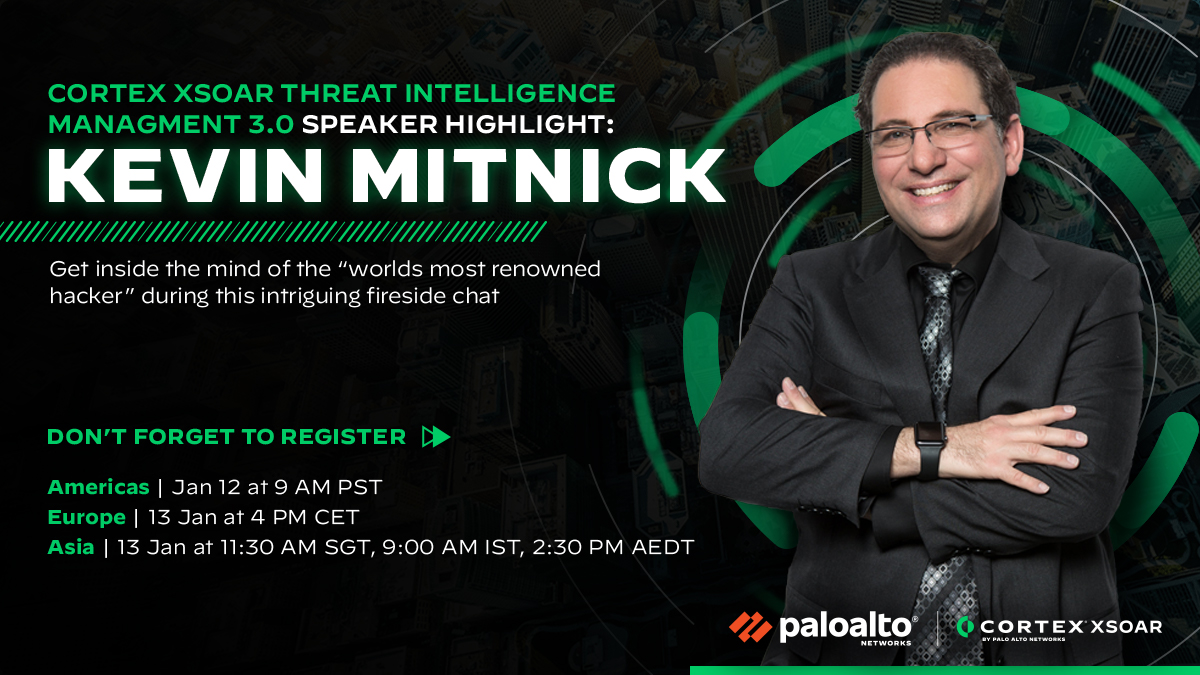 CORTEX XSOAR THREAT INTELLIGENCE
MANAGMENT 3.0 SPEAKER HIGHLIGHT:
KEVIN MITNICK
Get inside the mind of the “worlds most renowned
hacker” during this intriguing fireside chat
DON’T FORGET TO REGISTER
Americas | Jan 12 at 9 AM PST
Europe | 13 Jan at 4 PM CET
Asia | 13 Jan at 11:30 AM SGT, 9:00 AM IST, 2:30 PM AEDT
paloalto®
NETWORKS
CORTEX® XSOAR
BY PALO ALTO NETWORKS